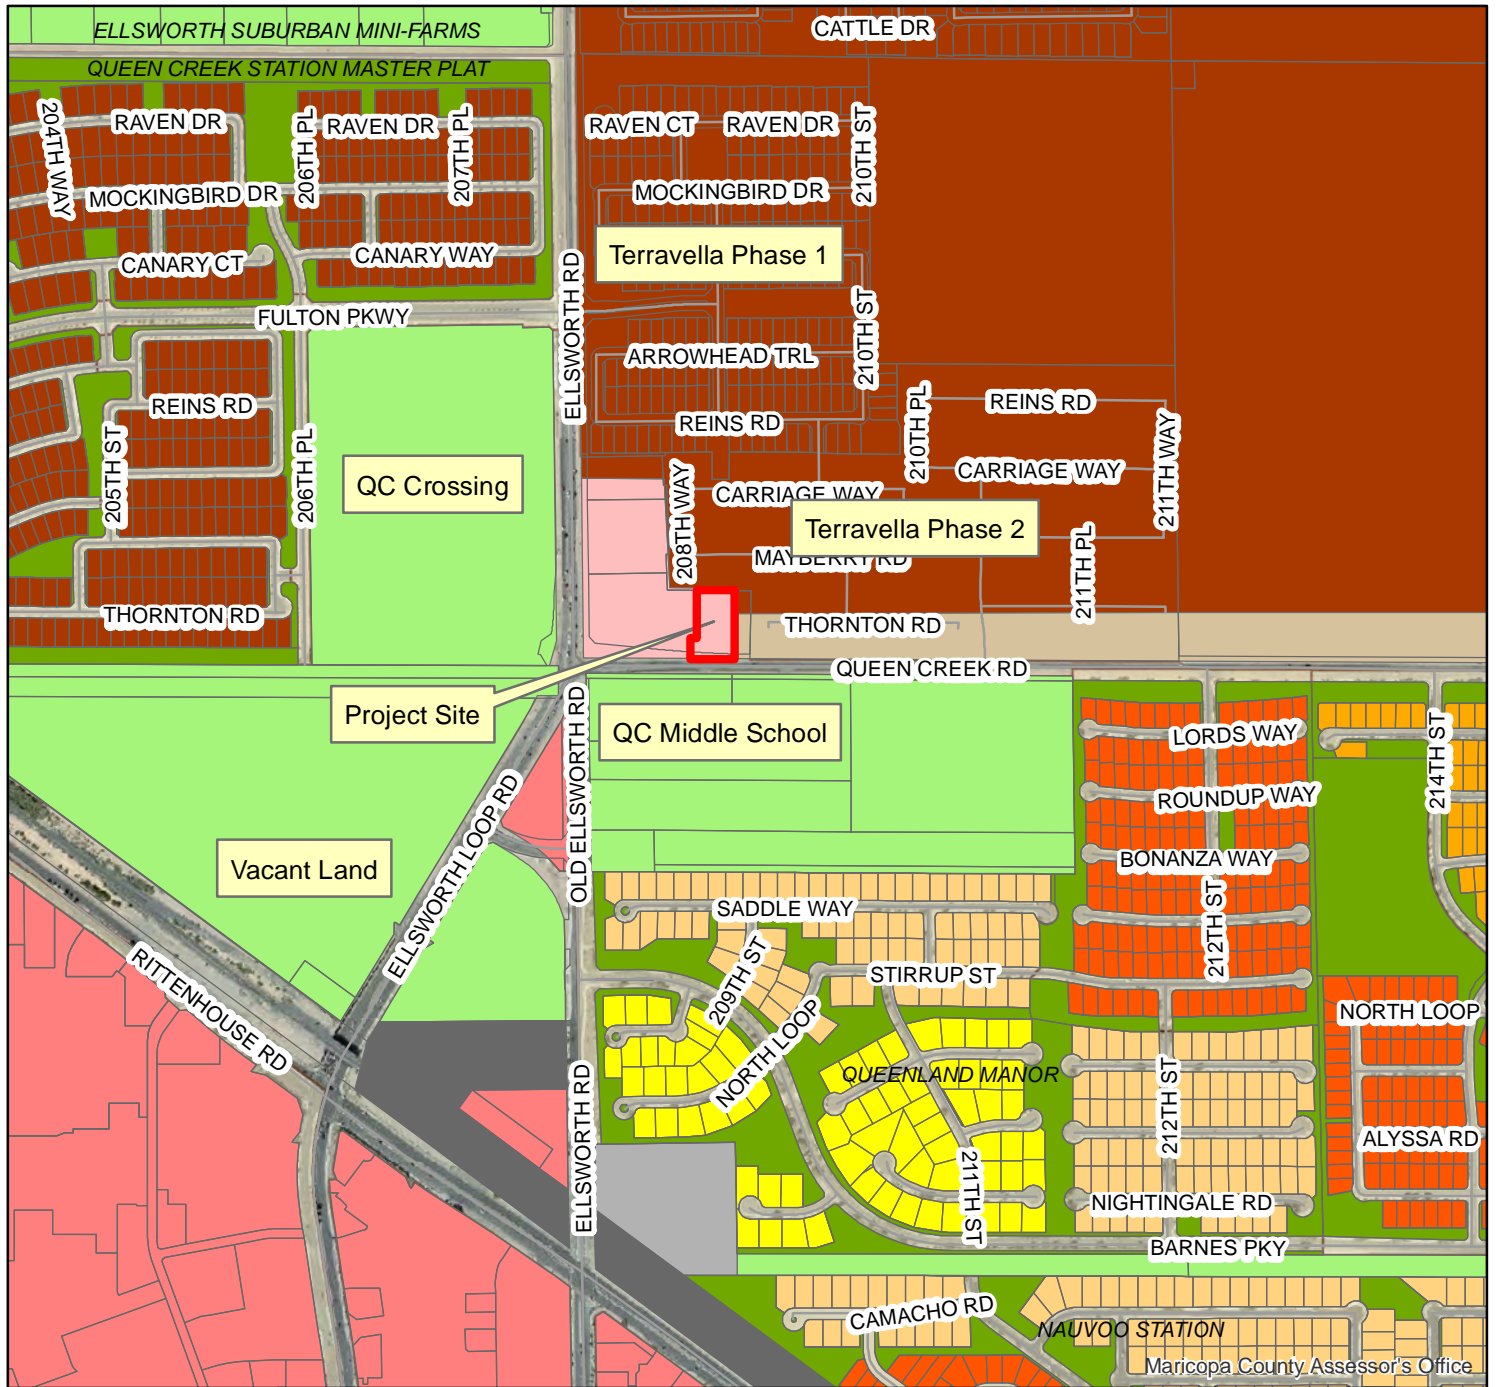 ELLSWORTH SUBURBAN MINI-FARMS
CATTLE DR
QUEEN CREEK STATION MASTER PLAT
204TH WAY
RAVEN DR
206TH PL
RAVEN DR
207TH PL
RAVEN CT
RAVEN DR
210TH ST
MOCKINGBIRD DR
MOCKINGBIRD DR
CANARY CT
CANARY WAY
ELLSWORTH RD
Terravella Phase 1
FULTON PKWY
210TH ST
ARROWHEAD TRL
REINS RD
205TH ST
206TH PL
REINS RD
210TH PL
REINS RD
211TH WAY
QC Crossing
208TH WAY
CARRIAGE WAY
CARRIAGE WAY
Terravella Phase 2
MAYBERRY RD
211TH PL
THORNTON RD
THORNTON RD
QUEEN CREEK RD
Project Site
OLD ELLSWORTH RD
QC Middle School
LORDS WAY
214TH ST
ROUNDUP WAY
ELLSWORTH LOOP RD
Vacant Land
BONANZA WAY
212TH ST
SADDLE WAY
209TH ST
STIRRUP ST
RITTENHOUSE RD
NORTH LOOP
NORTH LOOP
QUEENLAND MANOR
212TH ST
ELLSWORTH RD
ALYSSA RD
211TH ST
NIGHTINGALE RD
BARNES PKY
CAMACHO RD
NAUVOO STATION
Maricopa County Assessor's Office